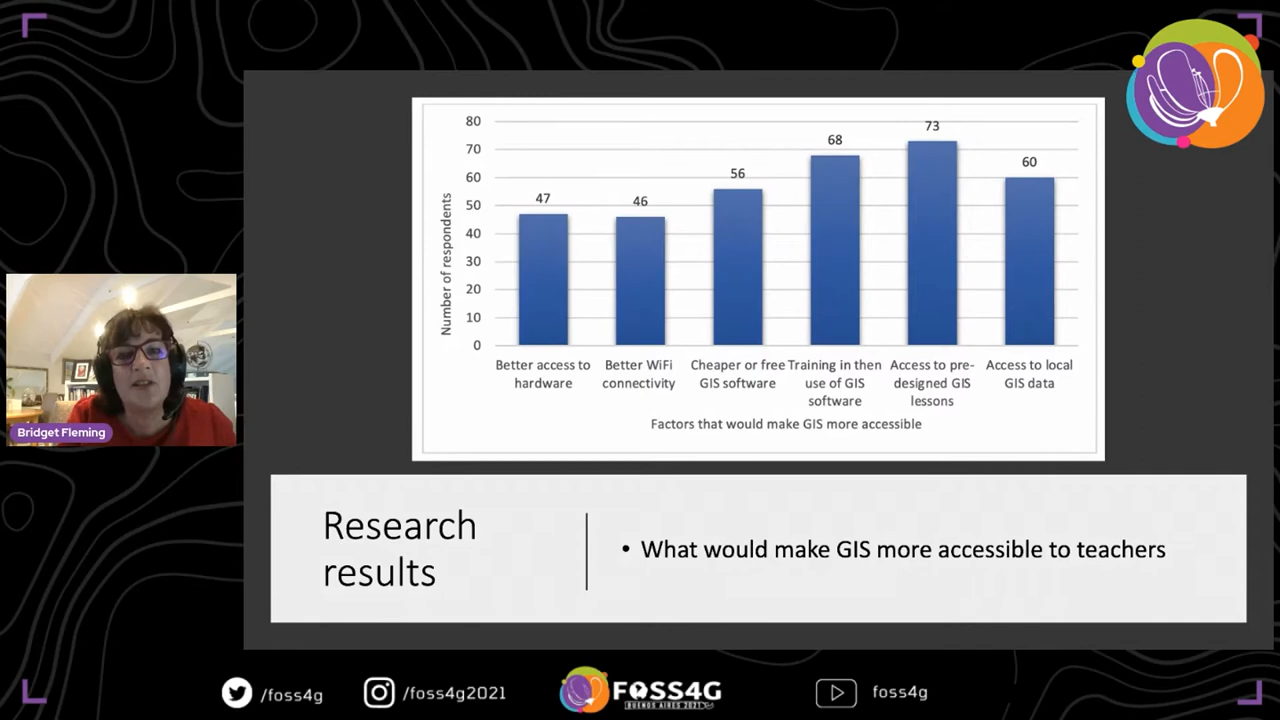 80
70
60
50
40
30
20
10
0
Number of respondents
47
46
56
68
73
60
Better access to
hardware
Better WiFi
connectivity
Cheaper or free
GIS software
Training in then
use of GIS
software
Access to pre-
designed GIS
lessons
Access to local
GIS data
Factors that would make GIS more accessible
Bridget Fleming
Research
results
• What would make GIS more accessible to teachers
/foss4g
/foss4g2021
FOSS4G
BUENOS AIRES 2021
foss4g